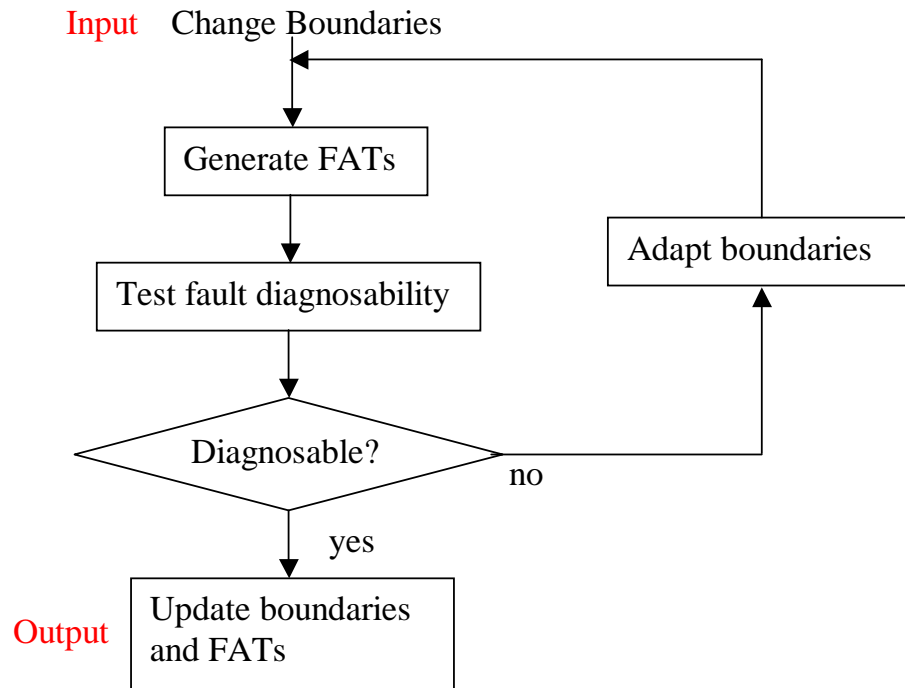 Input Change Boundaries
Generate FATs
Adapt boundaries
Test fault diagnosability
Diagnosable?
no
yes
Output
Update boundaries
and FATs